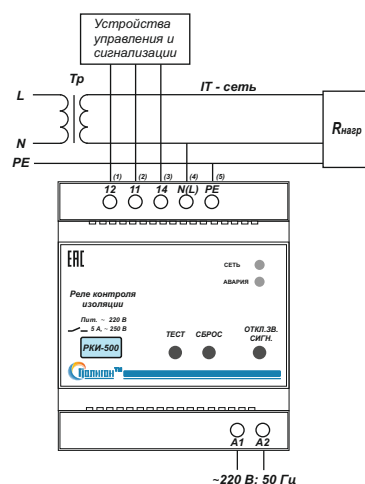 Устройства
управления и
сигнализации
Тр
L
IT - сеть
Rнагр
N
PE
(1) (2) (3) (4) (5)
12 11 14 N(L) PE
EAC
СЕТЬ
АВАРИЯ
Реле контроля
изоляции
Пит. ~ 220 В
5 А, ~ 250 В
ТЕСТ СБРОС ОТКЛ.ЗВ.
СИГН.
РКИ-500
Полигон™
A1 A2
~220 В: 50 Гц